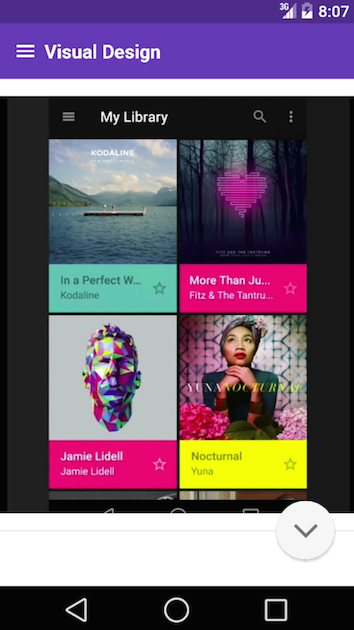 3G 8:07
Visual Design
My Library
KODALINE
In a Perfect W...
Kodaline
FITZ AND THE TANTRUMS
More Than Ju...
Fitz & The Tantru...
Jamie Lidell
Jamie Lidell
YUNA NOCTURNAL
Nocturnal
Yuna